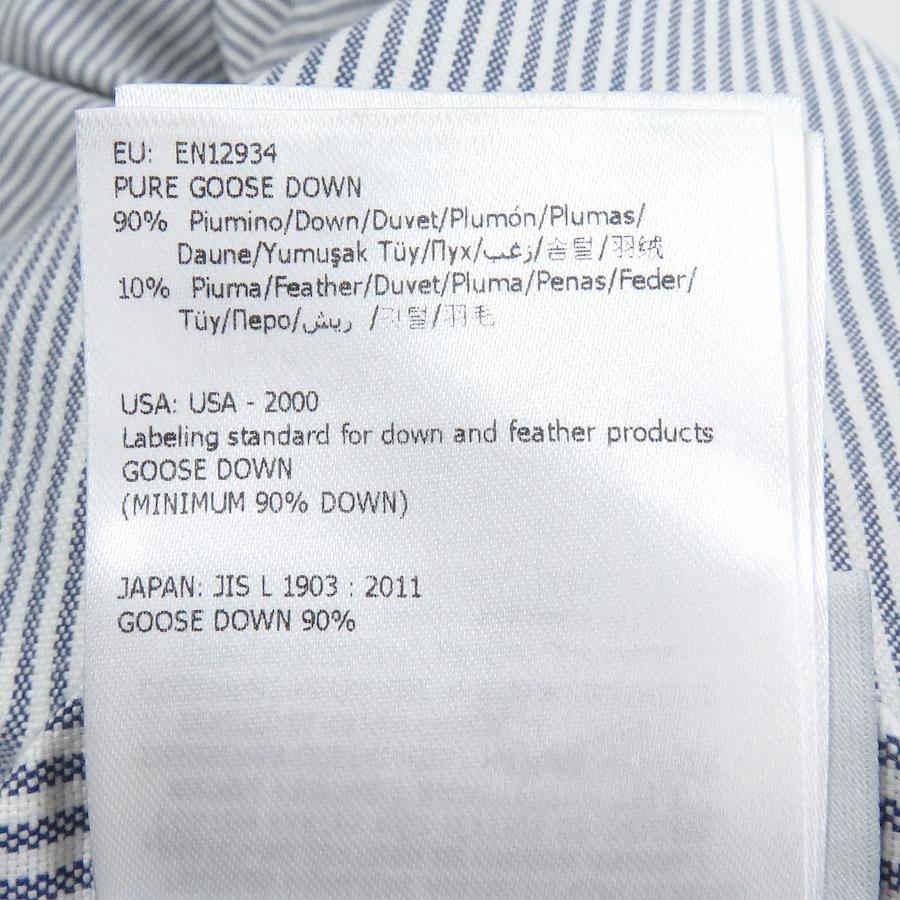 EU: EN12934
PURE GOOSE DOWN
90% Piumino/Down/Duvet/Plumón/Plumas/
Daune/Yumuşak Tüy/Пух/زغب/솜털/羽绒
10% Piuma/Feather/Duvet/Pluma/Penas/Feder/
Tüy/Перо/ريش /깃털/羽毛
USA: USA - 2000
Labeling standard for down and feather products
GOOSE DOWN
(MINIMUM 90% DOWN)
JAPAN: JIS L 1903 : 2011
GOOSE DOWN 90%